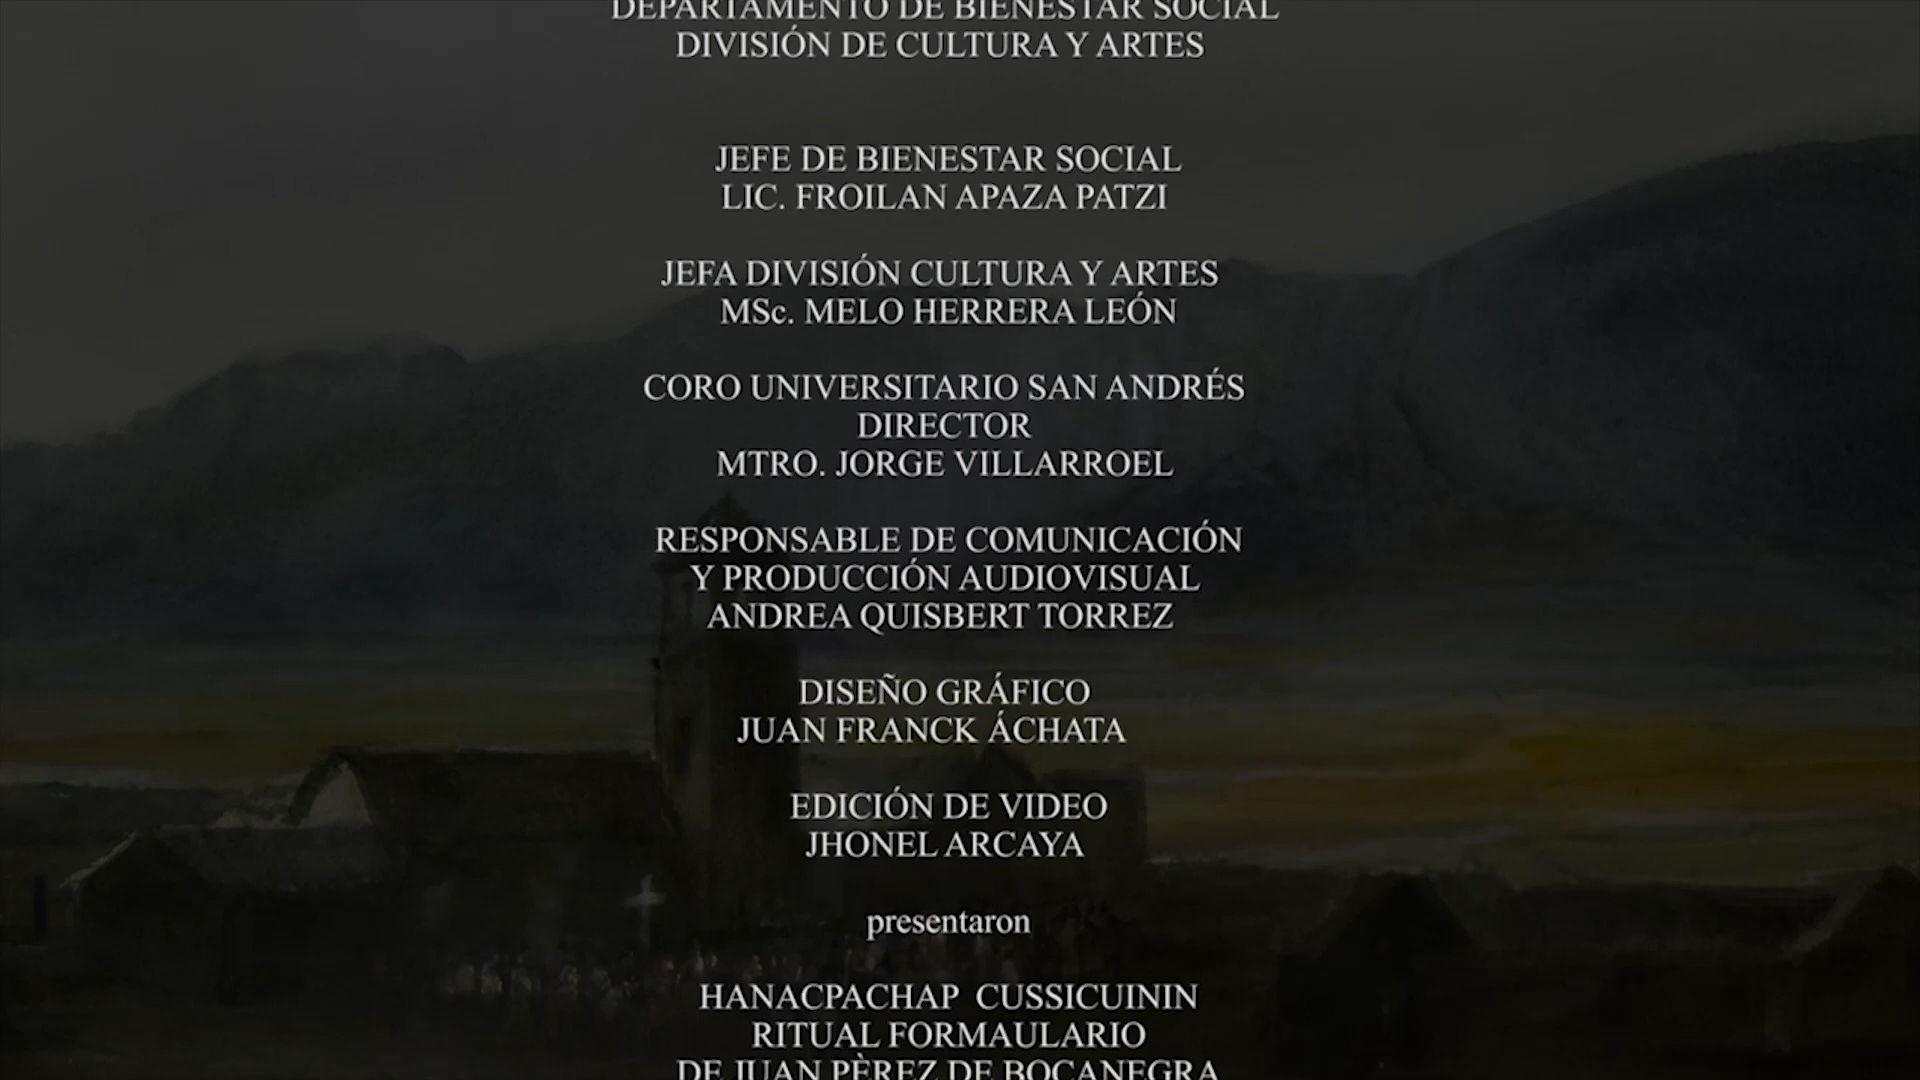 DEPARTAMENTO DE BIENESTAR SOCIAL
DIVISIÓN DE CULTURA Y ARTES
JEFE DE BIENESTAR SOCIAL
LIC. FROILAN APAZA PATZI
JEFA DIVISIÓN CULTURA Y ARTES
MSc. MELO HERRERA LEÓN
CORO UNIVERSITARIO SAN ANDRÉS
DIRECTOR
MTRO. JORGE VILLARROEL
RESPONSABLE DE COMUNICACIÓN
Y PRODUCCIÓN AUDIOVISUAL
ANDREA QUISBERT TORREZ
DISEÑO GRÁFICO
JUAN FRANCK ÁCHATA
EDICIÓN DE VIDEO
JHONEL ARCAYA
presentaron
HANACPACHAP CUSSICUININ
RITUAL FORMAULARIO
DE JUAN PÈREZ DE BOCANEGRA